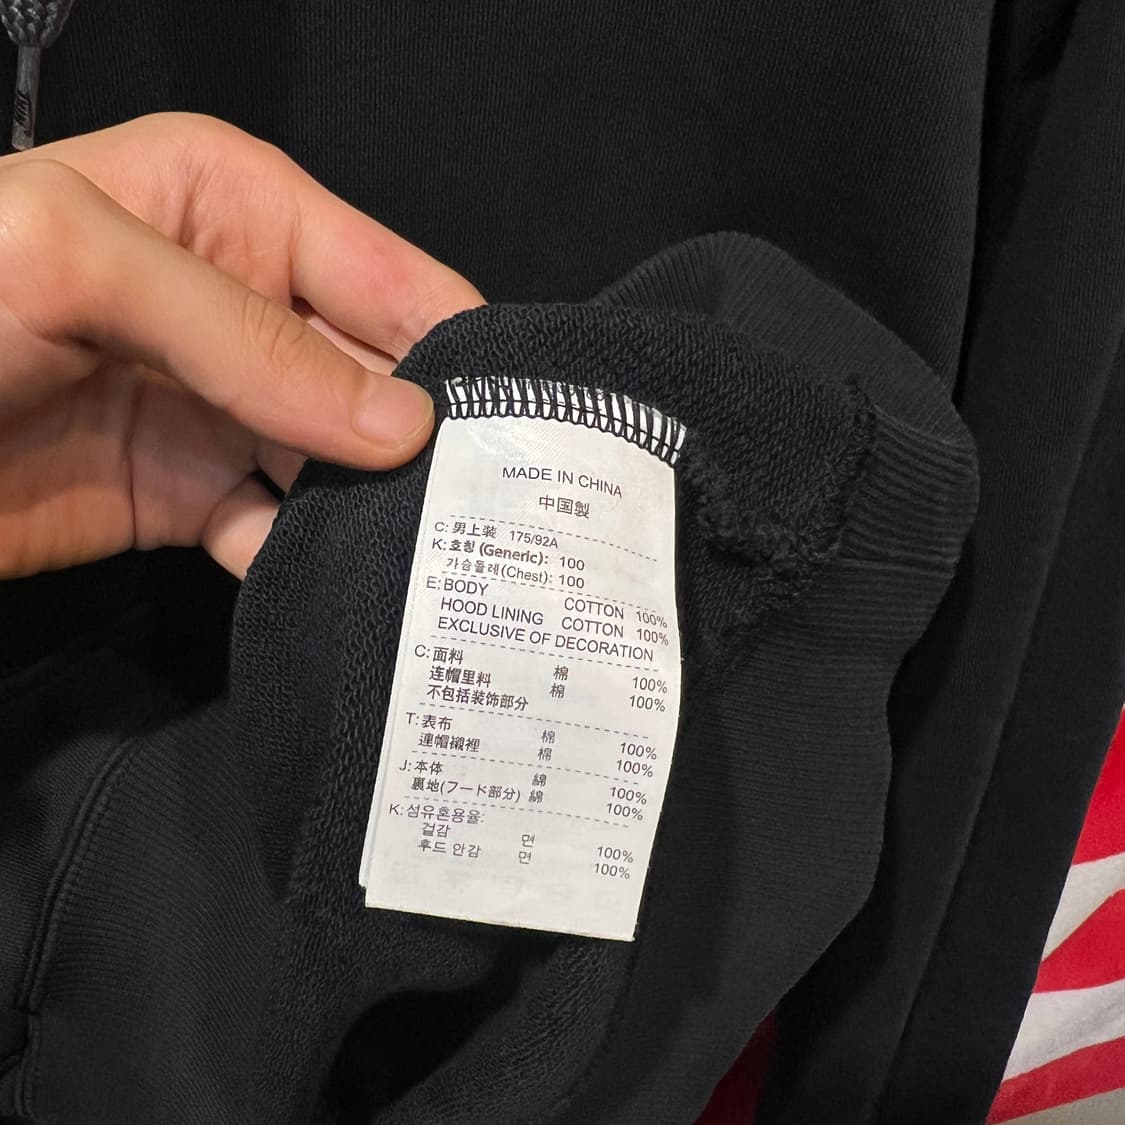 MADE IN CHINA
中国製
C: 男上装 175/92A
K: 호칭 (Generic): 100
가슴둘레(Chest): 100
E: BODY COTTON 100%
HOOD LINING COTTON 100%
EXCLUSIVE OF DECORATION
C: 面料 棉 100%
连帽里料 棉 100%
不包括装饰部分
T: 表布 棉 100%
連帽襯裡 棉 100%
J: 本体 綿 100%
裏地(フード部分) 綿 100%
K: 섬유혼용율:
겉감 면 100%
후드 안감 면 100%